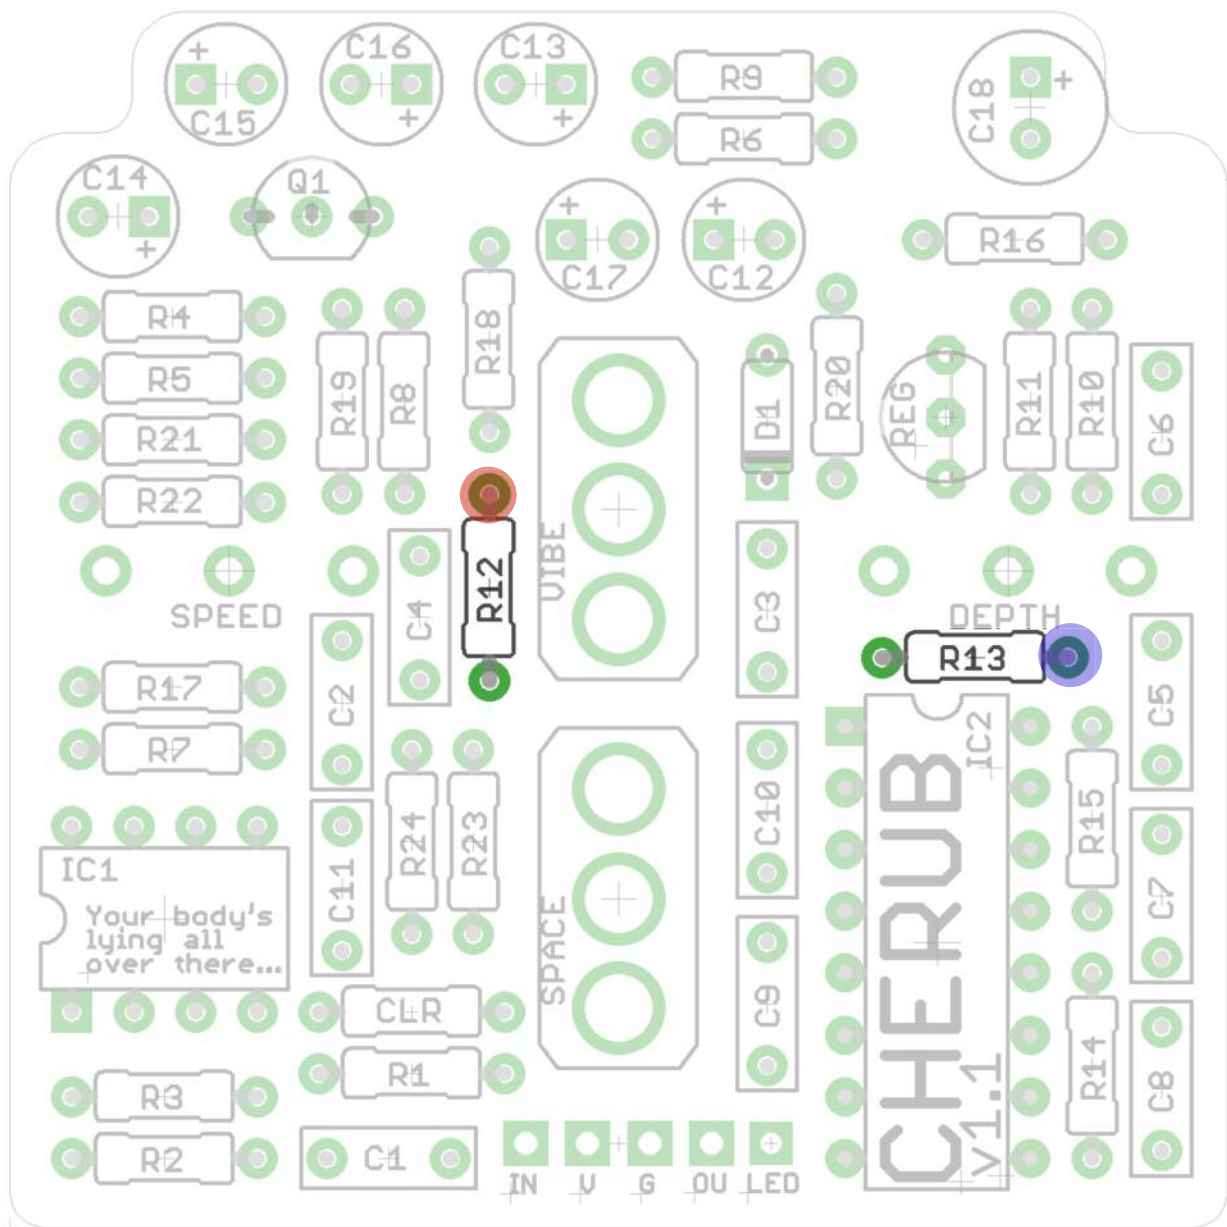 C16
C13
+
R9
C18
+
C15
+
+
R6
C14
Q1
+
+
+
R16
C17
C12
R4
R18
R5
R19
R8
D1
R20
REG
R11
R10
C6
R21
R22
VIBE
SPEED
C4
R12
C3
DEPTH
R13
R17
C2
C5
IC2
R7
R24
R23
C10
R15
IC1
C11
C7
Your body's
lying all
over there...
SPACE
CHERUB
V1.1
C9
CLR
R1
R14
R3
C8
R2
C1
IN
V
G
OU
LED